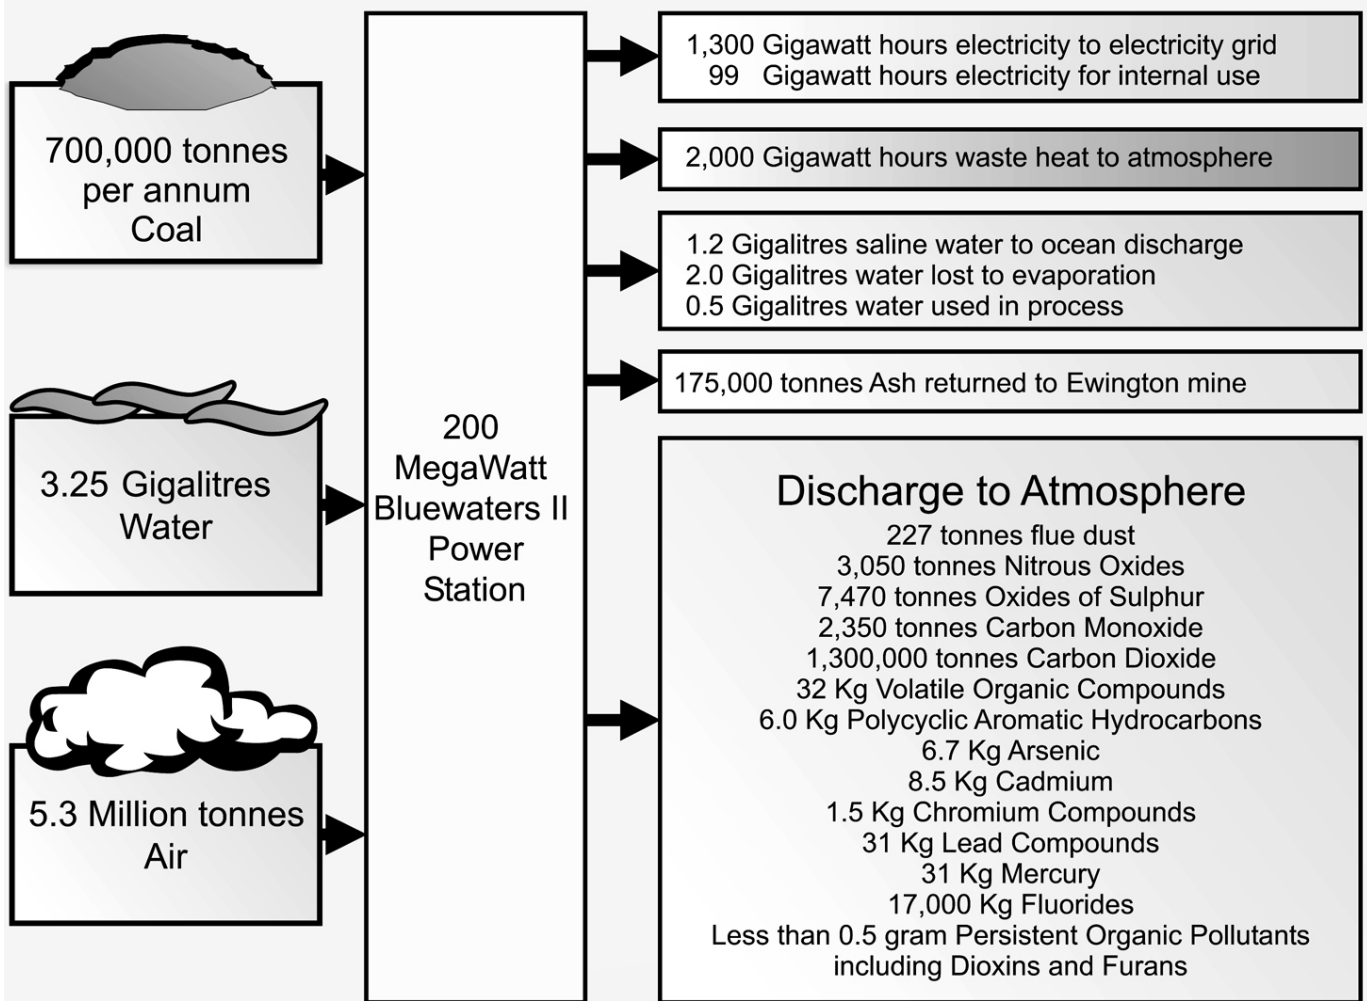 700,000 tonnes
per annum
Coal
3.25 Gigalitres
Water
5.3 Million tonnes
Air
200
MegaWatt
Bluewaters II
Power
Station
1,300 Gigawatt hours electricity to electricity grid
99 Gigawatt hours electricity for internal use
2,000 Gigawatt hours waste heat to atmosphere
1.2 Gigalitres saline water to ocean discharge
2.0 Gigalitres water lost to evaporation
0.5 Gigalitres water used in process
175,000 tonnes Ash returned to Ewington mine
Discharge to Atmosphere
227 tonnes flue dust
3,050 tonnes Nitrous Oxides
7,470 tonnes Oxides of Sulphur
2,350 tonnes Carbon Monoxide
1,300,000 tonnes Carbon Dioxide
32 Kg Volatile Organic Compounds
6.0 Kg Polycyclic Aromatic Hydrocarbons
6.7 Kg Arsenic
8.5 Kg Cadmium
1.5 Kg Chromium Compounds
31 Kg Lead Compounds
31 Kg Mercury
17,000 Kg Fluorides
Less than 0.5 gram Persistent Organic Pollutants
including Dioxins and Furans